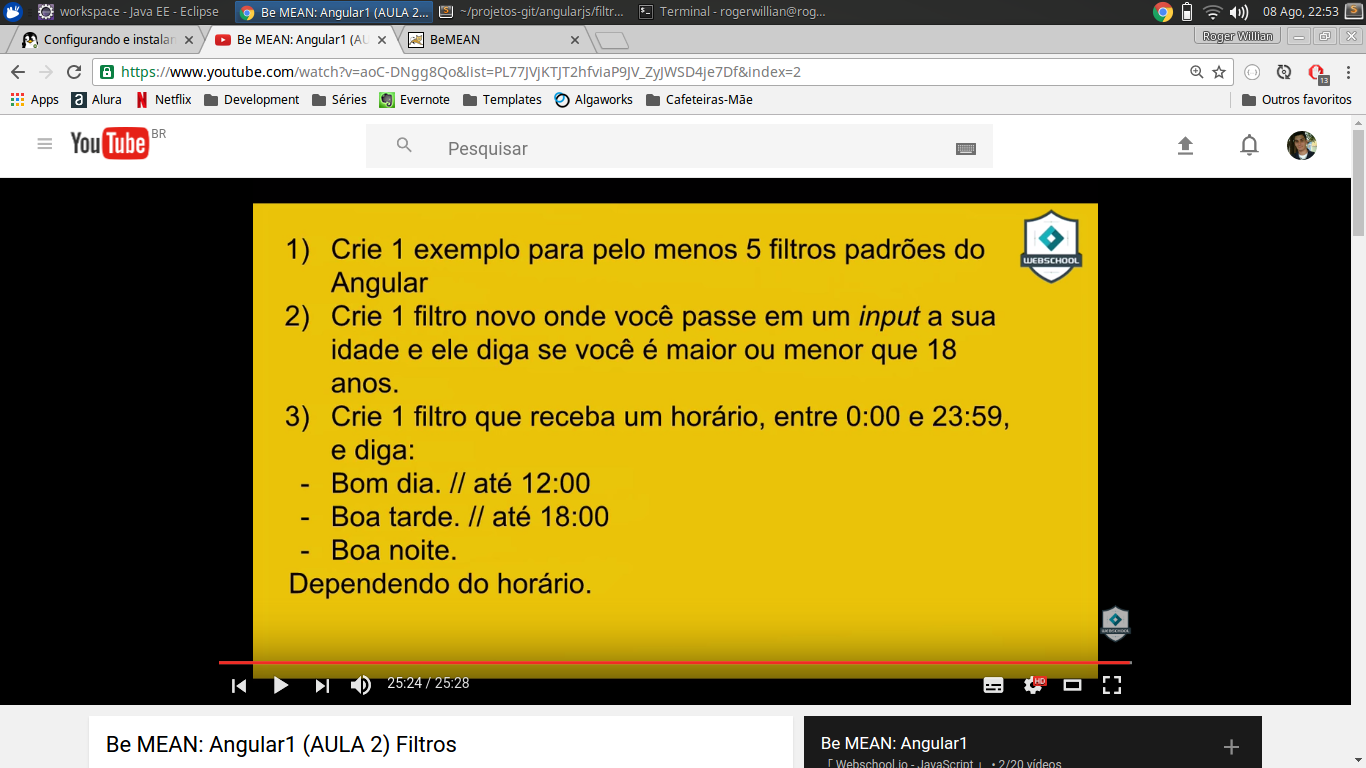 workspace - Java EE - Eclipse
Be MEAN: Angular1 (AULA 2...
~/projetos-git/angularjs/filtr...
Terminal - rogerwillian@rog...
08 Ago, 22:53
Configurando e instalan
Be MEAN: Angular1 (AU
BeMEAN
Roger Willian
https://www.youtube.com/watch?v=aoC-DNgg8Qo&list=PL77JVjKTJT2hfviaP9JV_ZyJWSD4je7Df&index=2
13
Apps
Alura
Netflix
Development
Séries
Evernote
Templates
Algaworks
Cafeteiras-Mãe
Outros favoritos
YouTube BR
Pesquisar
1) Crie 1 exemplo para pelo menos 5 filtros padrões do
Angular
WEBSCHOOL
2) Crie 1 filtro novo onde você passe em um input a sua
idade e ele diga se você é maior ou menor que 18
anos.
3) Crie 1 filtro que receba um horário, entre 0:00 e 23:59,
e diga:
- Bom dia. // até 12:00
- Boa tarde. // até 18:00
- Boa noite.
Dependendo do horário.
WEBSCHOOL
25:24 / 25:28
HD
Be MEAN: Angular1 (AULA 2) Filtros
Be MEAN: Angular1
「 Webschool.io - JavaScript 」 • 2/20 vídeos